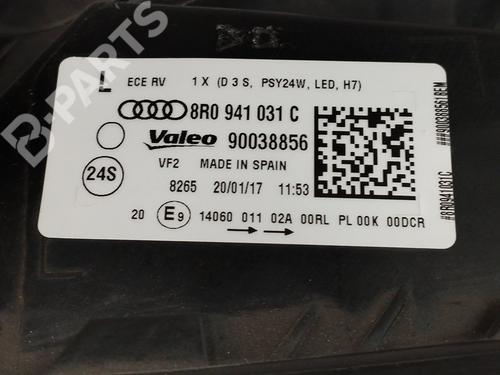 L ECE RV 1 X (D 3 S, PSY24W, LED, H7)
8R0 941 031 C
Valeo 90038856
VF2 MADE IN SPAIN
24S
8265 20/01/17 11:53
20 E9 14060 011 02A 00RL PL 00K 00DCR
#8R0941031C
B-PARTS